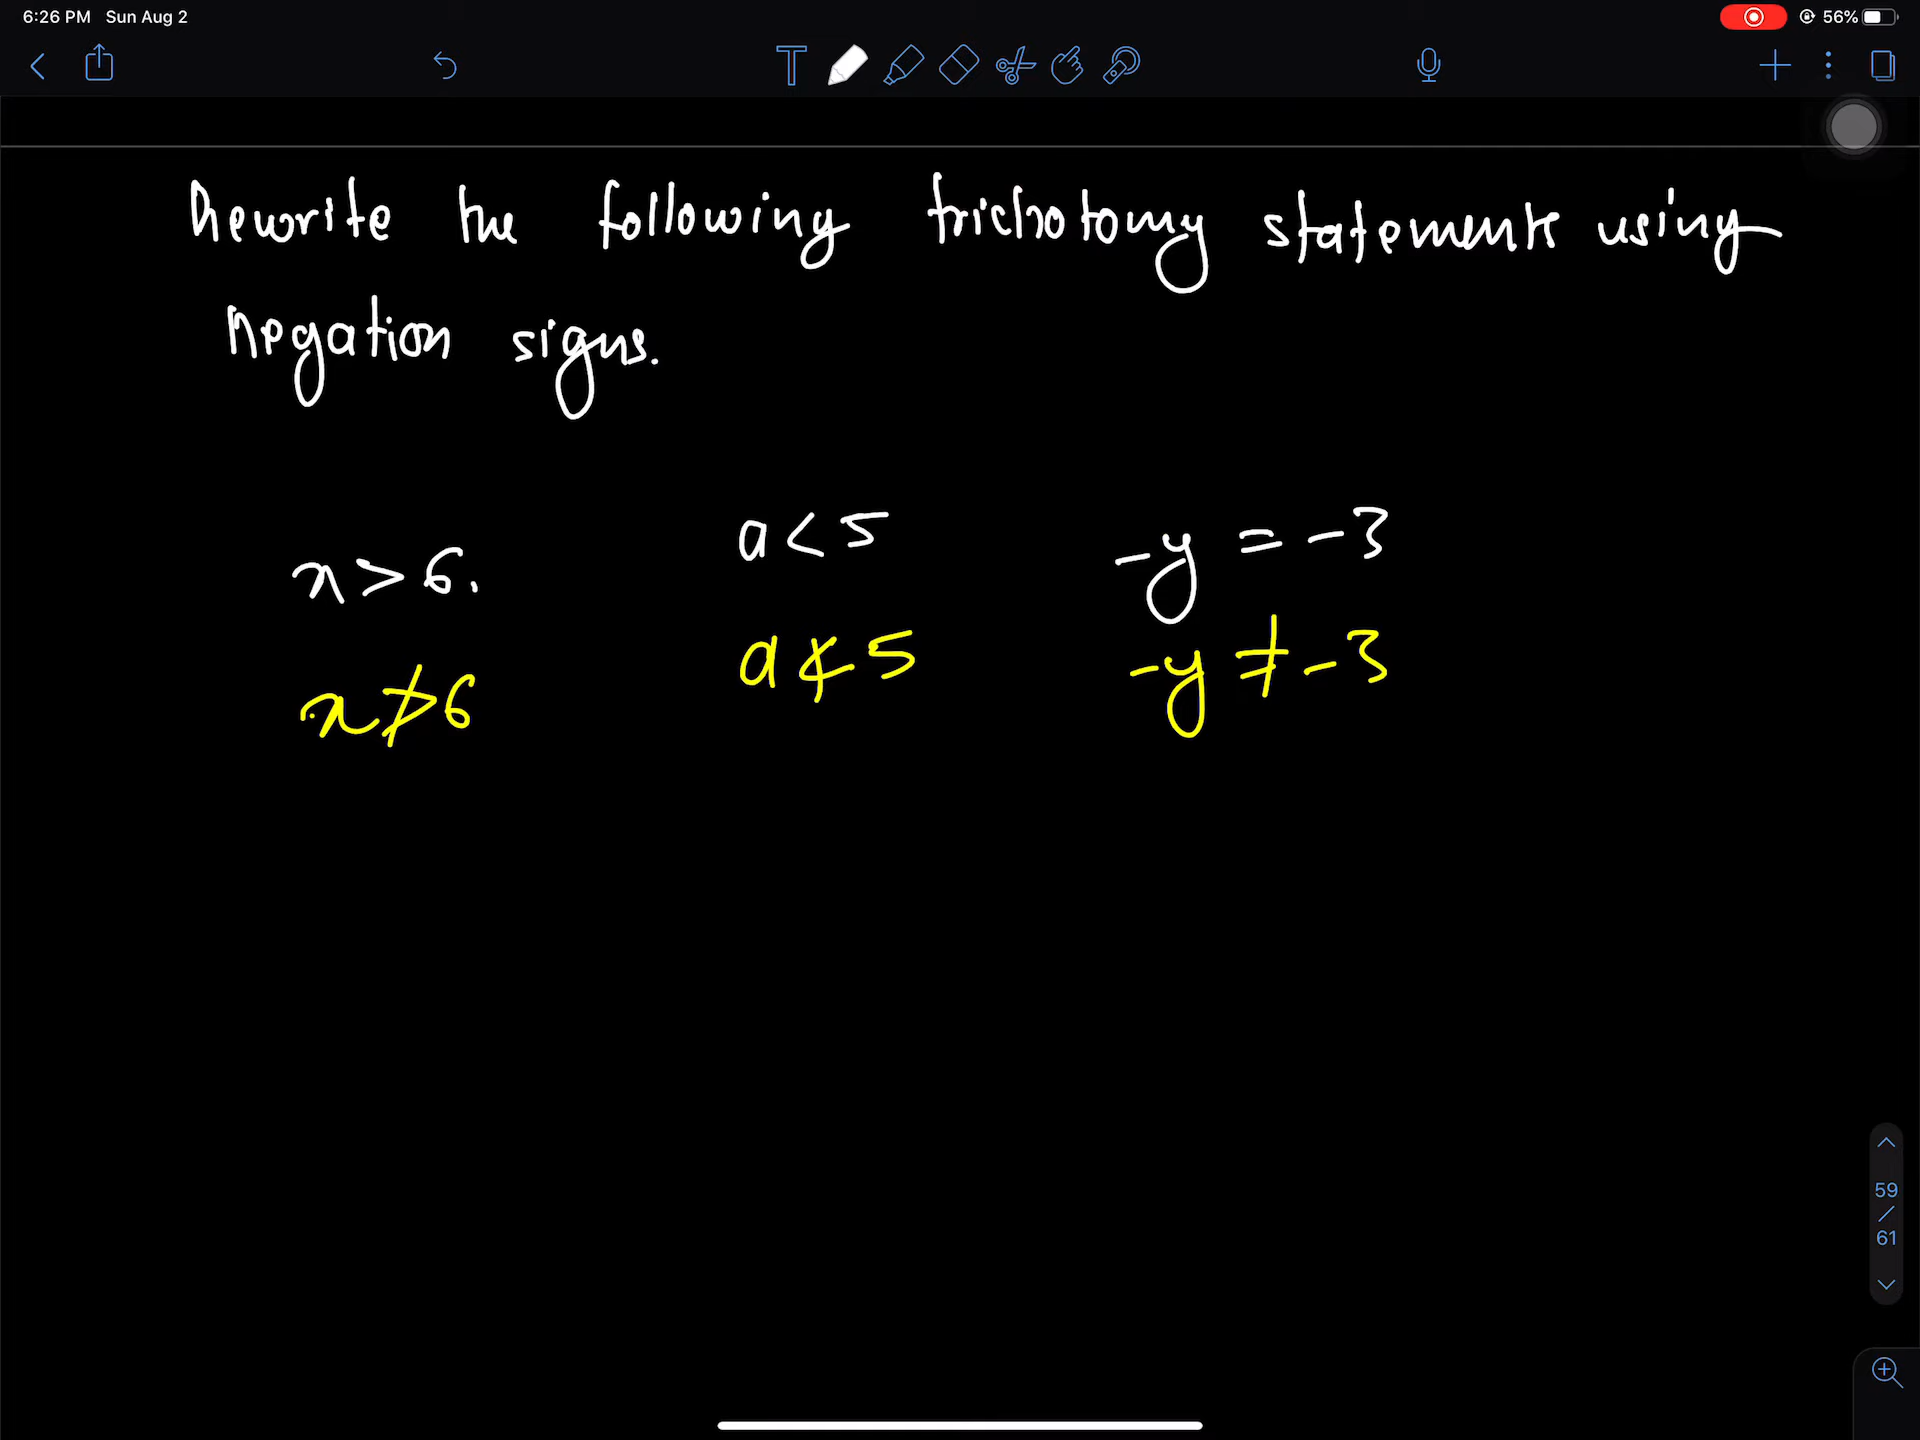 6:26 PM Sun Aug 2
56%
T
Rewrite the following trichotomy statements using
negation signs.
x > 6. a < 5 -y = -3
x ≯ 6 a ≮ 5 -y ≠ -3
59
/
61